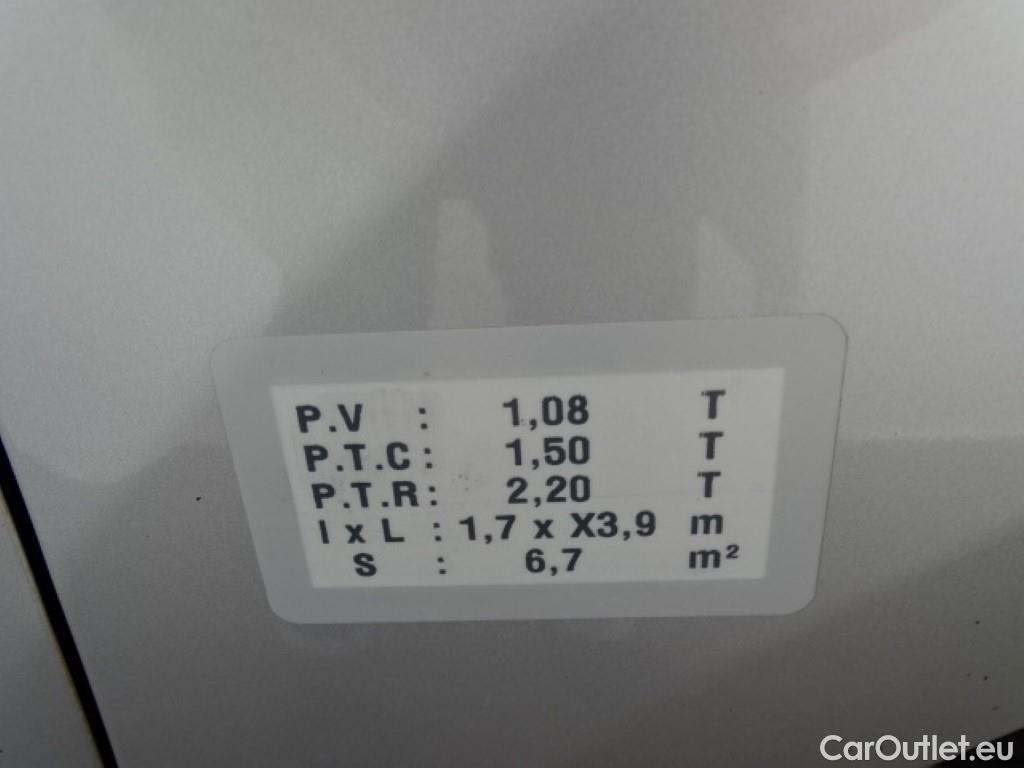 P.V : 1,08 T
P.T.C : 1,50 T
P.T.R : 2,20 T
l x L : 1,7 x X3,9 m
S : 6,7 m²
CarOutlet.eu